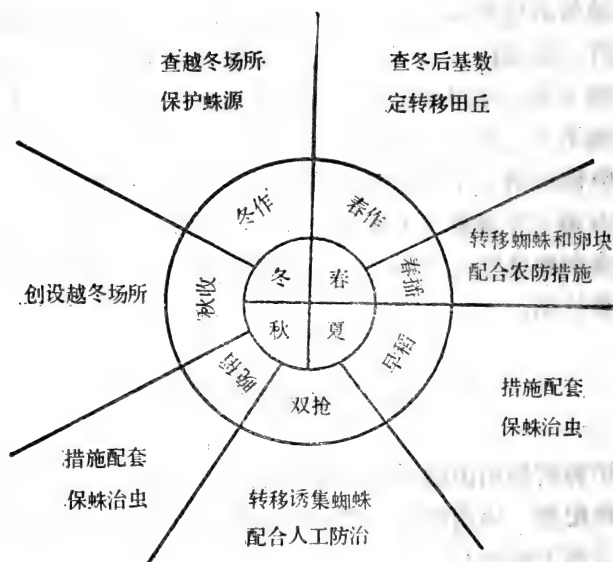 查越冬场所
保护蛛源
查冬后基数
定转移田丘
冬作
春作
转移蜘蛛和卵块
配合农防措施
春插
冬
春
创设越冬场所
秋收
秋
夏
早稻
晚稻
双抢
措施配套
保蛛治虫
措施配套
保蛛治虫
转移诱集蜘蛛
配合人工防治